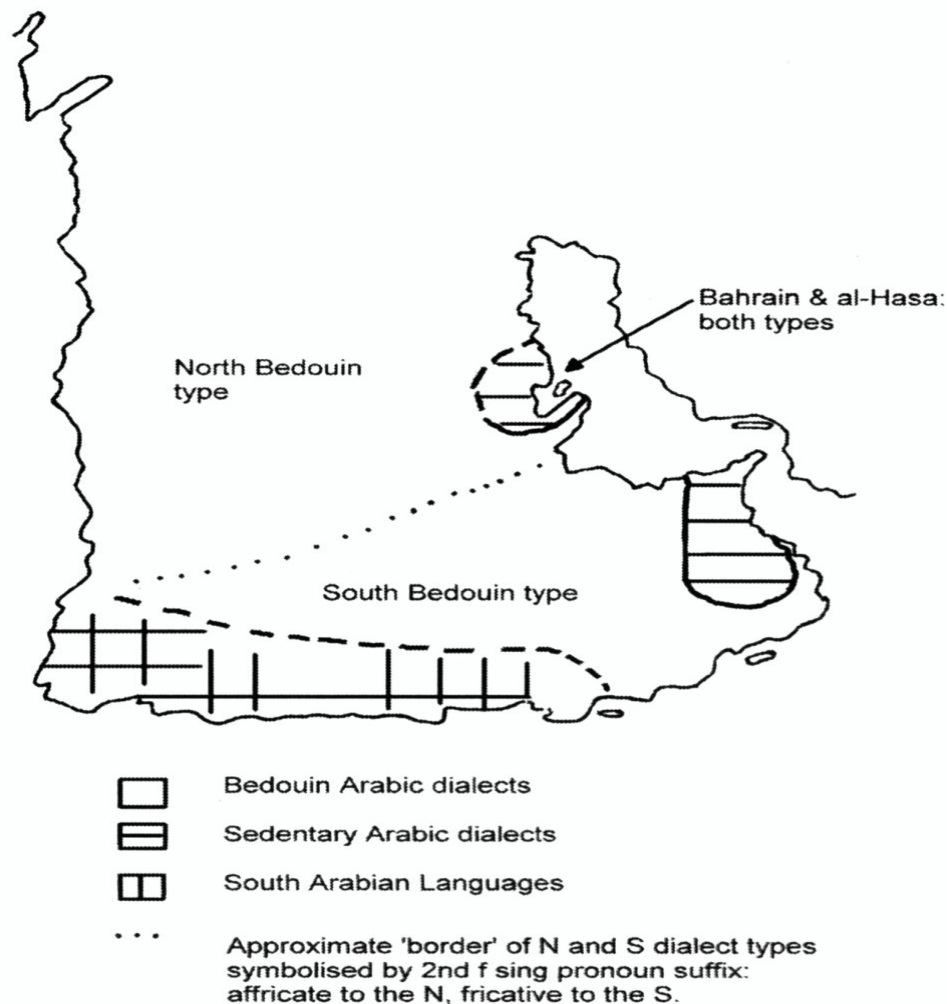 Bahrain & al-Hasa:
both types
North Bedouin
type
South Bedouin type
Bedouin Arabic dialects
Sedentary Arabic dialects
South Arabian Languages
Approximate 'border' of N and S dialect types
symbolised by 2nd f sing pronoun suffix:
affricate to the N, fricative to the S.